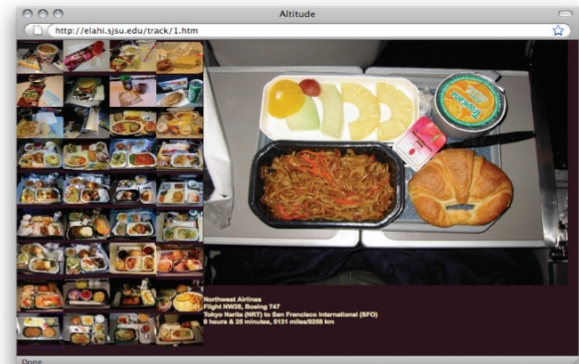 Altitude
http://elahi.sjsu.edu/track/1.htm
Northwest Airlines
Flight NW28, Boeing 747
Tokyo Narita (NRT) to San Francisco International (SFO)
9 hours & 25 minutes, 5131 miles/8258 km
Done